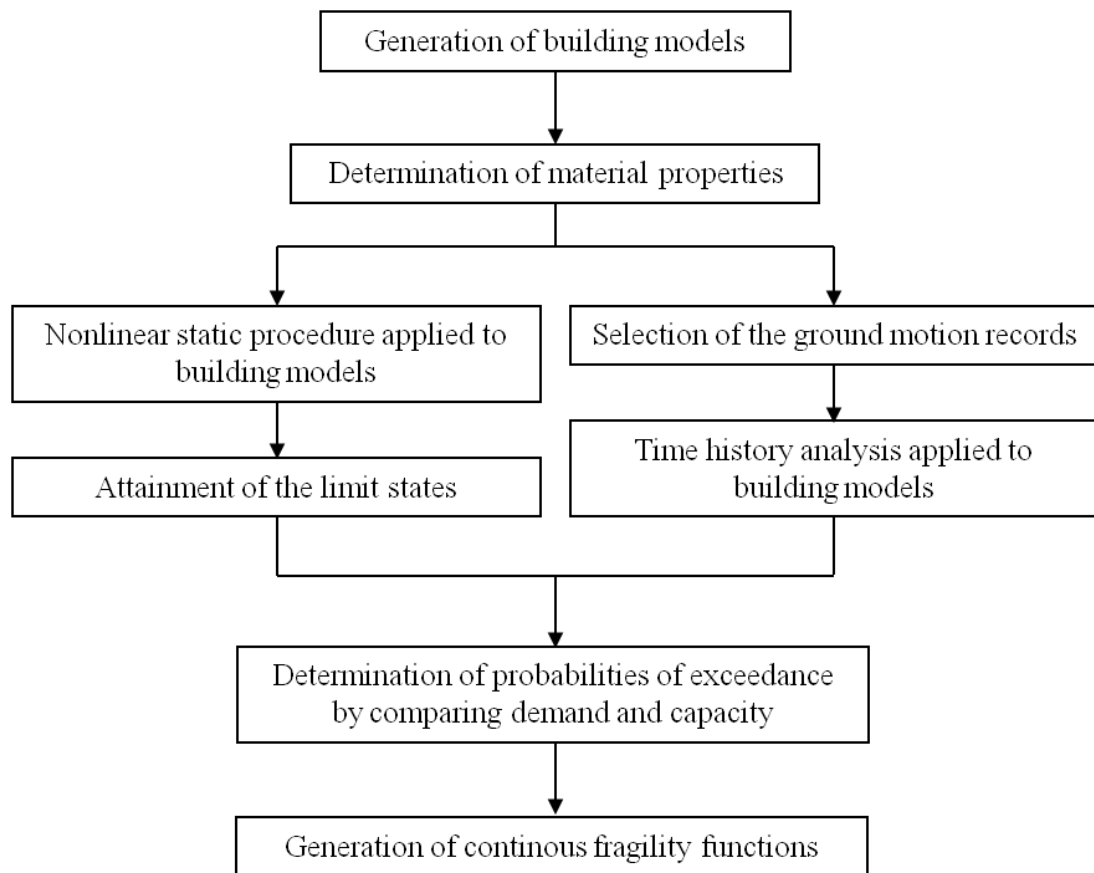 Generation of building models
Determination of material properties
Nonlinear static procedure applied to
building models
Attainment of the limit states
Selection of the ground motion records
Time history analysis applied to
building models
Determination of probabilities of exceedance
by comparing demand and capacity
Generation of continous fragility functions